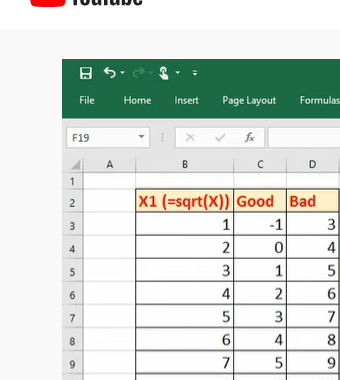 YouTube
File Home Insert Page Layout Formulas
F19 fx
A B C D
1
2 X1 (=sqrt(X)) Good Bad
3 1 -1 3
4 2 0 4
5 3 1 5
6 4 2 6
7 5 3 7
8 6 4 8
9 7 5 9